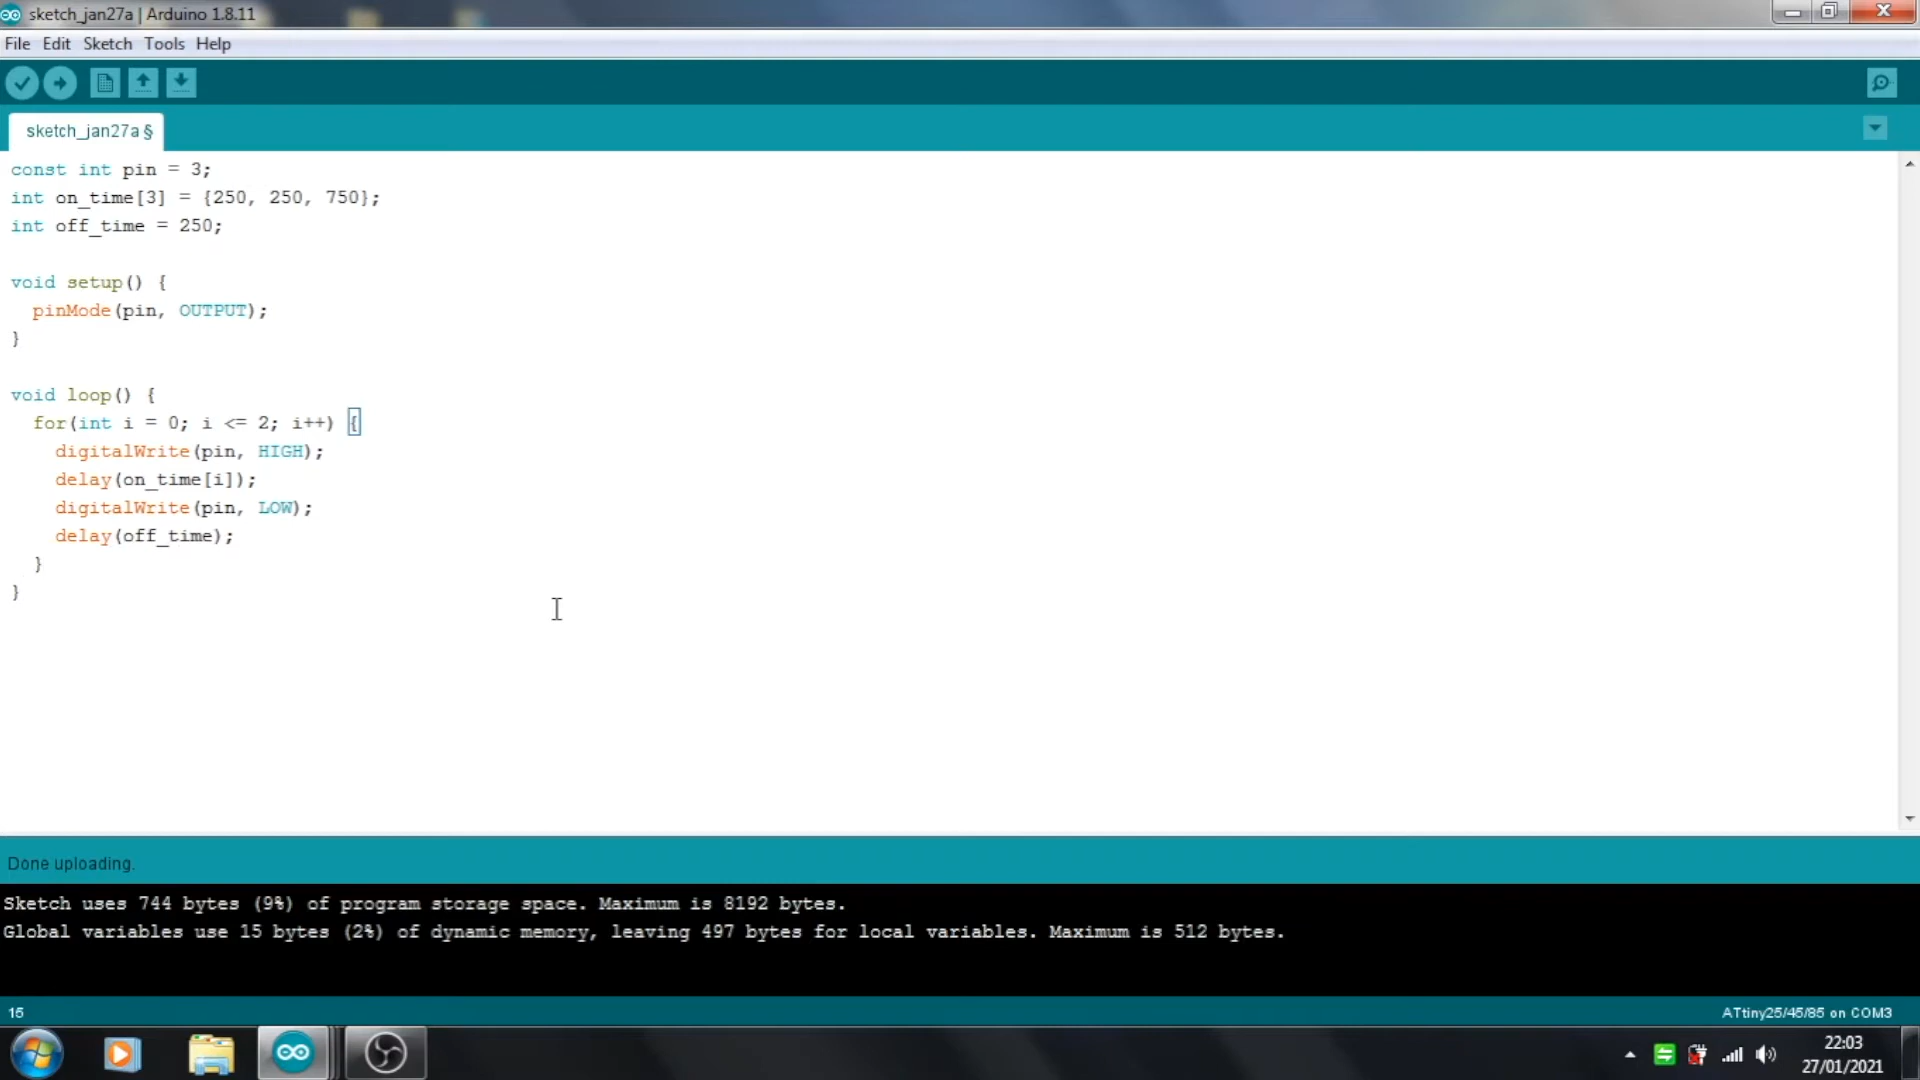 sketch_jan27a | Arduino 1.8.11
File Edit Sketch Tools Help
sketch_jan27a §
const int pin = 3;
int on_time[3] = {250, 250, 750};
int off_time = 250;
void setup() {
pinMode(pin, OUTPUT);
}
void loop() {
for(int i = 0; i <= 2; i++) {
digitalWrite(pin, HIGH);
delay(on_time[i]);
digitalWrite(pin, LOW);
delay(off_time);
}
}
Done uploading.
Sketch uses 744 bytes (9%) of program storage space. Maximum is 8192 bytes.
Global variables use 15 bytes (2%) of dynamic memory, leaving 497 bytes for local variables. Maximum is 512 bytes.
15 ATtiny25/45/85 on COM3
22:03
27/01/2021